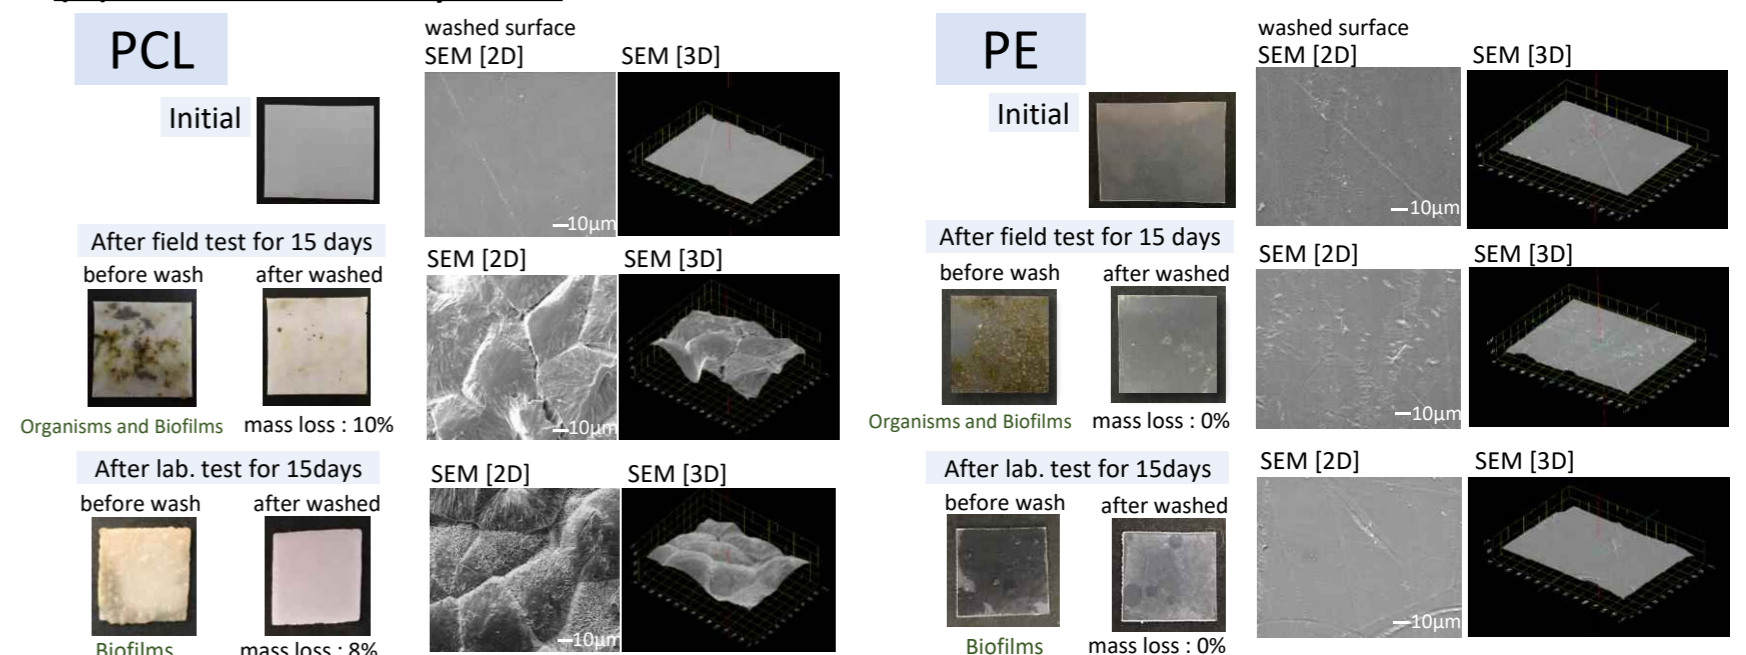 PCL
Initial
washed surface
SEM [2D]
SEM [3D]
10μm
After field test for 15 days
before wash
after washed
Organisms and Biofilms
mass loss : 10%
SEM [2D]
SEM [3D]
10μm
After lab. test for 15days
before wash
after washed
Biofilms
mass loss : 8%
SEM [2D]
SEM [3D]
10μm
PE
Initial
washed surface
SEM [2D]
SEM [3D]
10μm
After field test for 15 days
before wash
after washed
Organisms and Biofilms
mass loss : 0%
SEM [2D]
SEM [3D]
10μm
After lab. test for 15days
before wash
after washed
Biofilms
mass loss : 0%
SEM [2D]
SEM [3D]
10μm